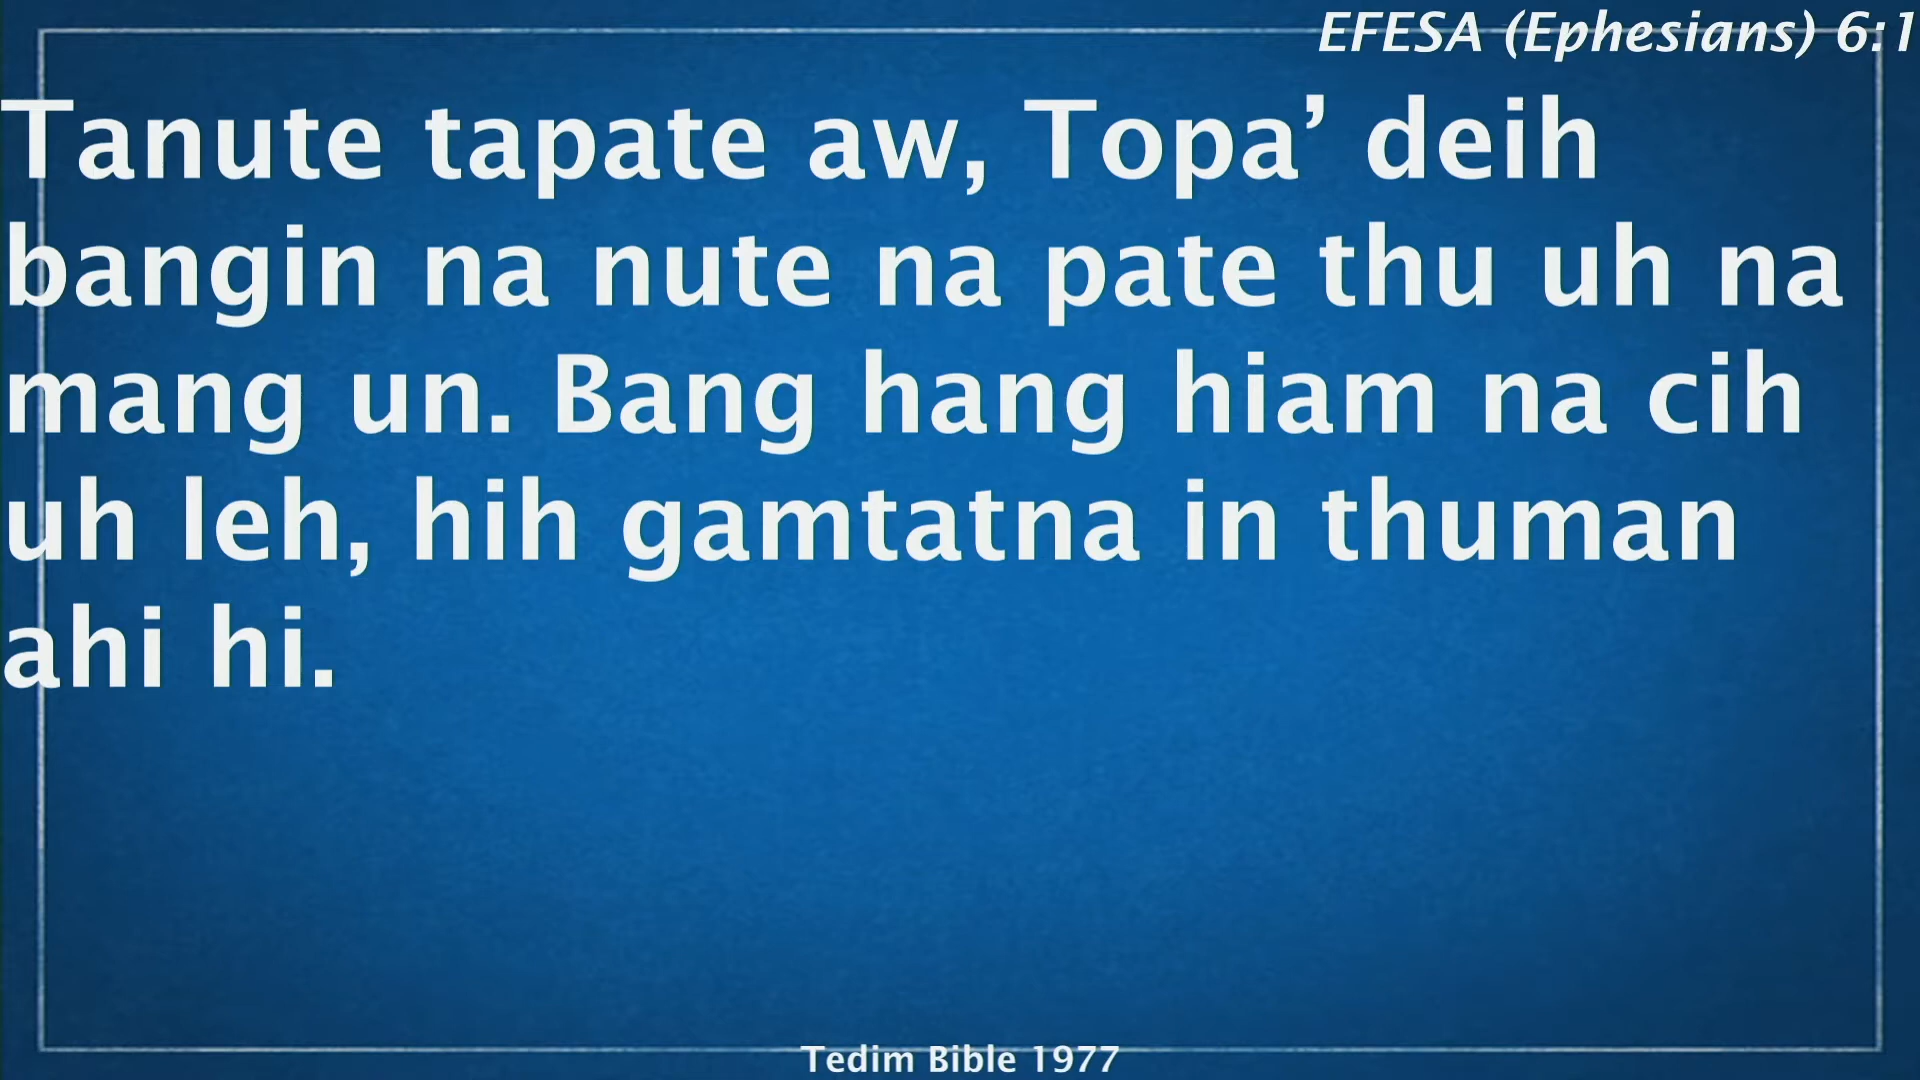 EFESA (Ephesians) 6:1
Tanute tapate aw, Topa’ deih
bangin na nute na pate thu uh na
mang un. Bang hang hiam na cih
uh leh, hih gamtatna in thuman
ahi hi.
Tedim Bible 1977